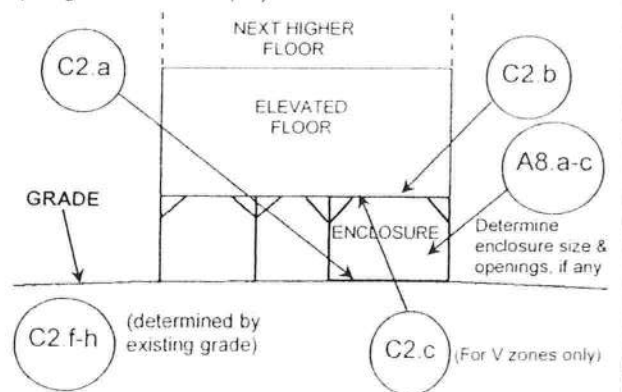 NEXT HIGHER
FLOOR
C2.a
C2.b
ELEVATED
FLOOR
A8.a-c
GRADE
ENCLOSURE
Determine
enclosure size &
openings, if any
C2.f-h
(determined by
existing grade)
C2.c
(For V zones only)